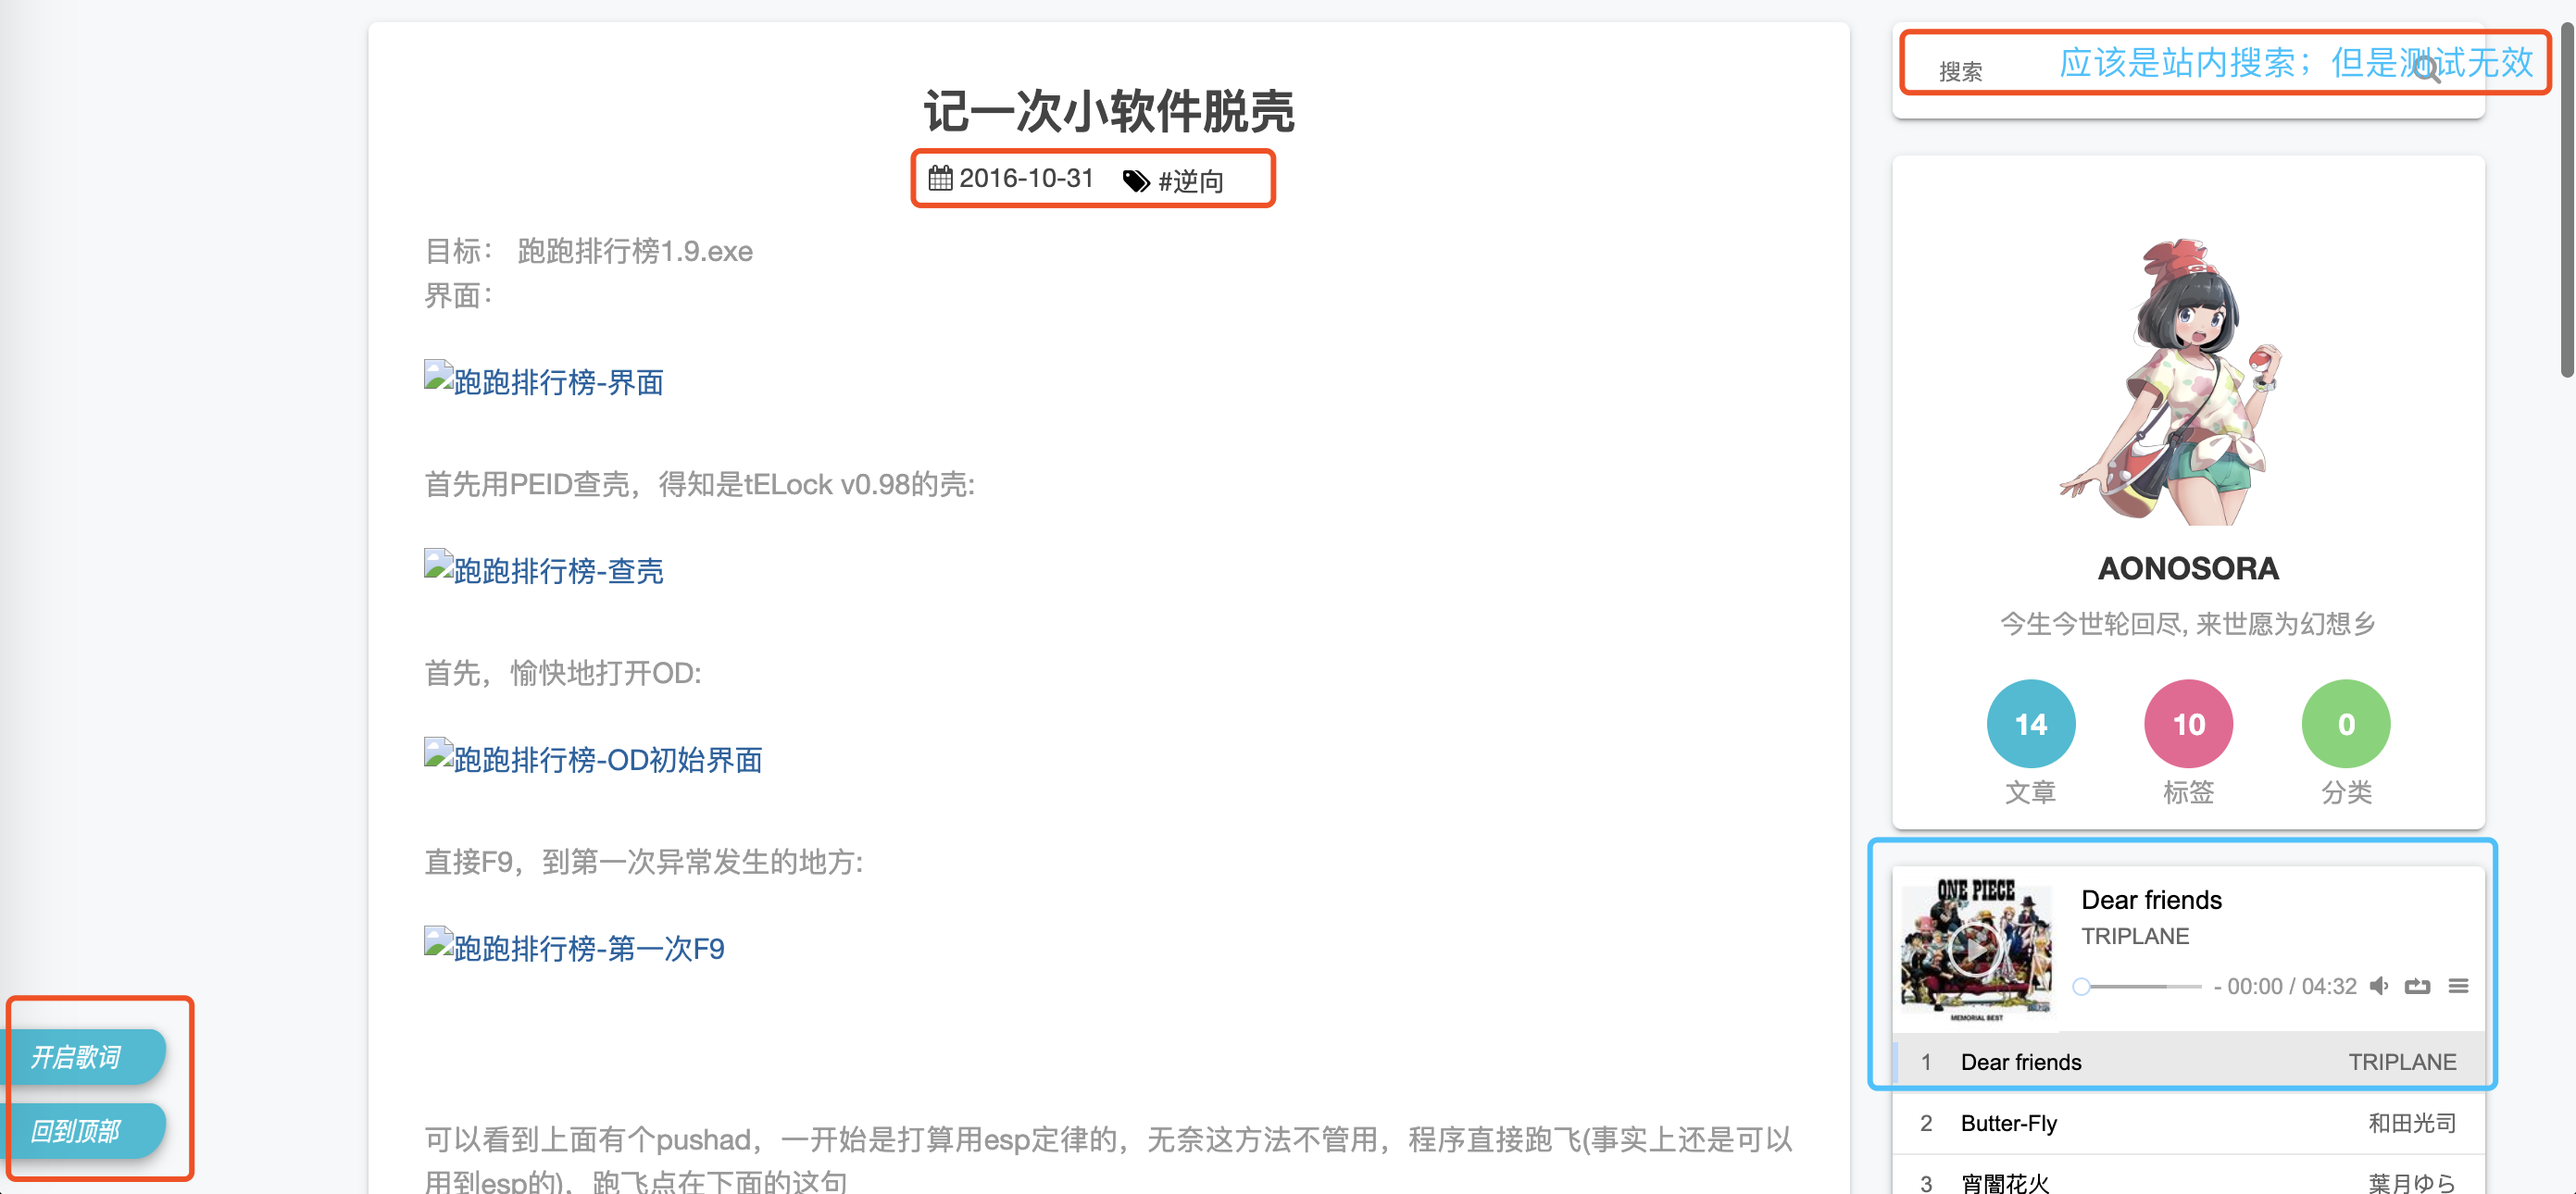 记一次小软件脱壳
2016-10-31 #逆向
目标： 跑跑排行榜1.9.exe
界面：
跑跑排行榜-界面
首先用PEID查壳，得知是tELock v0.98的壳:
跑跑排行榜-查壳
首先，愉快地打开OD:
跑跑排行榜-OD初始界面
直接F9，到第一次异常发生的地方:
跑跑排行榜-第一次F9
可以看到上面有个pushad，一开始是打算用esp定律的，无奈这方法不管用，程序直接跑飞(事实上还是可以
用到esp的)，跑飞点在下面的这句
开启歌词
回到顶部
搜索
应该是站内搜索；但是测试无效
AONOSORA
今生今世轮回尽, 来世愿为幻想乡
14 10 0
文章 标签 分类
ONE PIECE
MEMORIAL BEST
Dear friends
TRIPLANE
- 00:00 / 04:32
1 Dear friends TRIPLANE
2 Butter-Fly 和田光司
3 宵闇花火 葉月ゆら